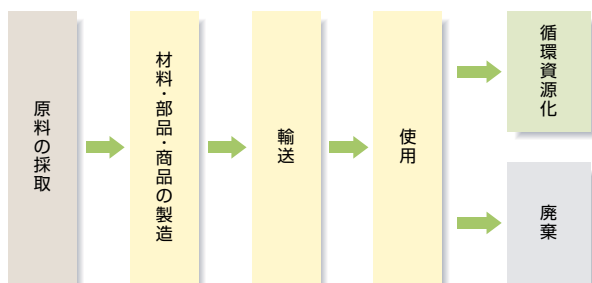 原料の採取
材料・部品・商品の製造
輸送
使用
循環資源化
廃棄